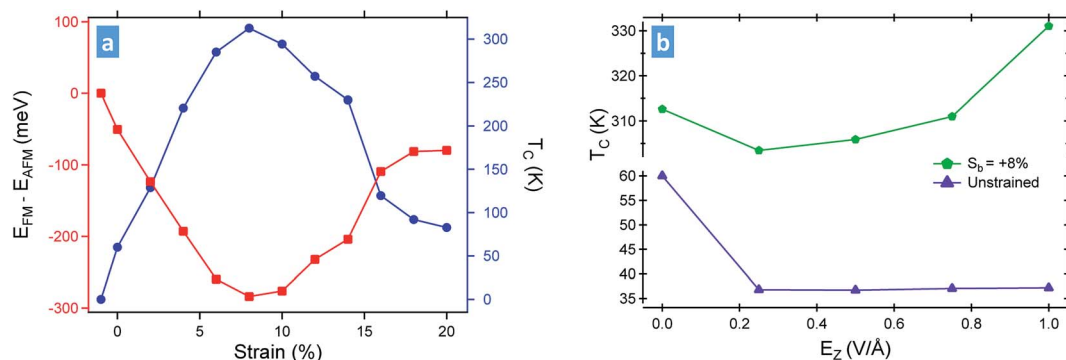 a
E_FM - E_AFM (meV)
100
0
-100
-200
-300
T_C (K)
300
250
200
150
100
50
0
0 5 10 15 20
Strain (%)
b
T_C (K)
330
320
310
60
55
50
45
40
35
S_b = +8%
Unstrained
0.0 0.2 0.4 0.6 0.8 1.0
E_Z (V/Å)